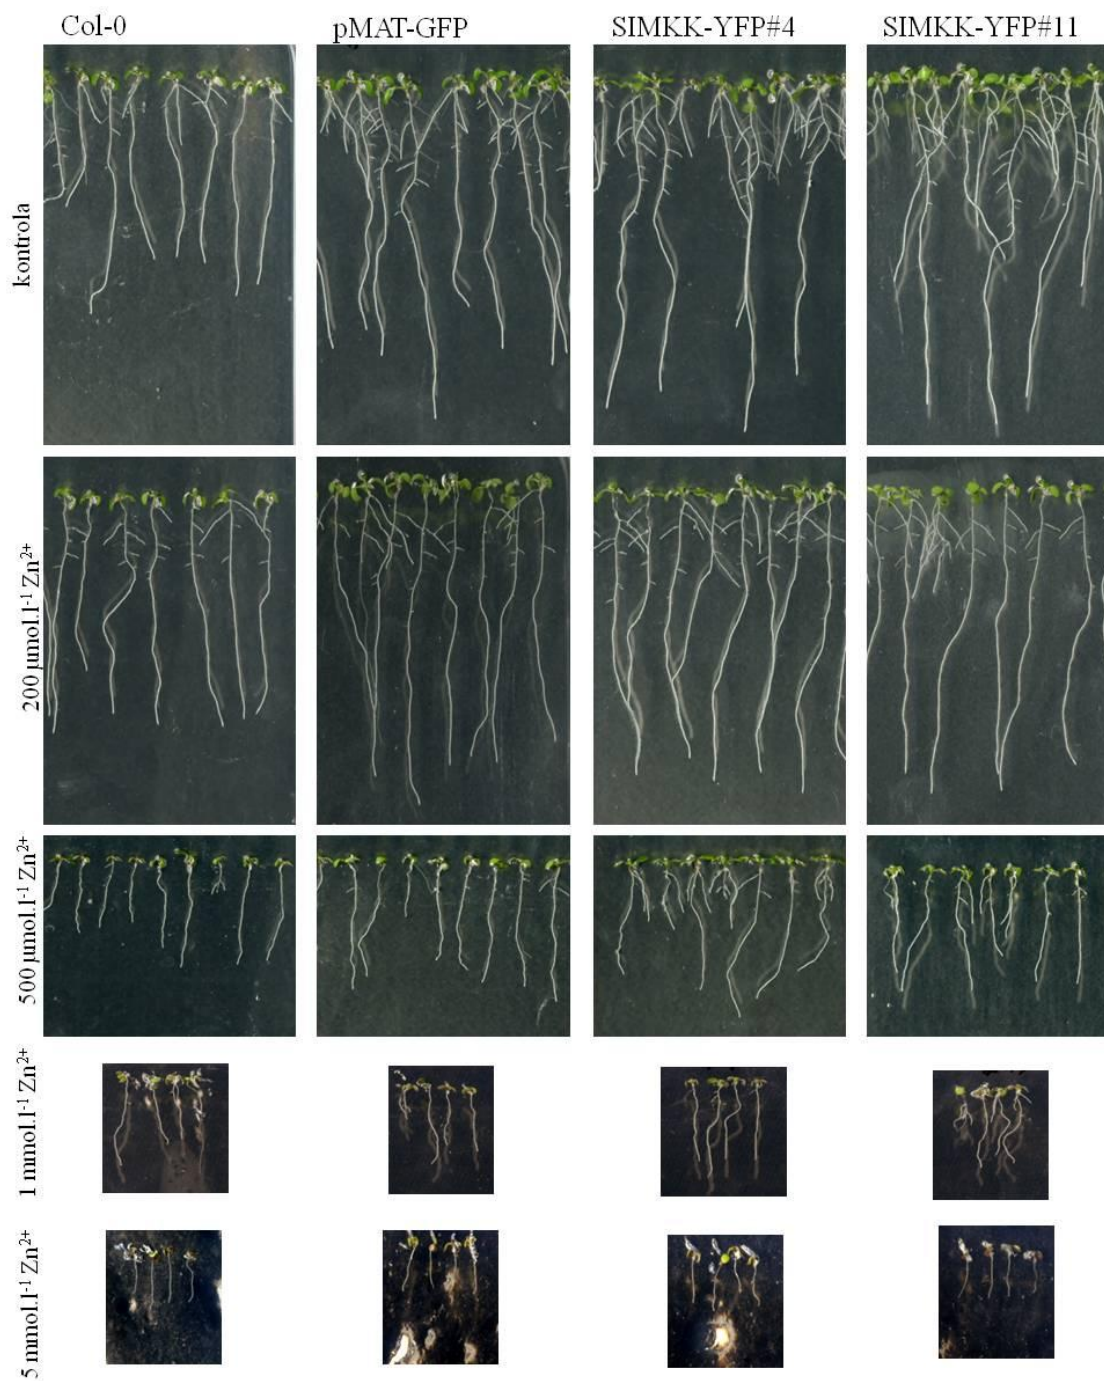 Col-0
pMAT-GFP
SIMKK-YFP#4
SIMKK-YFP#11
kontrola
200 µmol.l⁻¹ Zn²⁺
500 µmol.l⁻¹ Zn²⁺
1 mmol.l⁻¹ Zn²⁺
5 mmol.l⁻¹ Zn²⁺